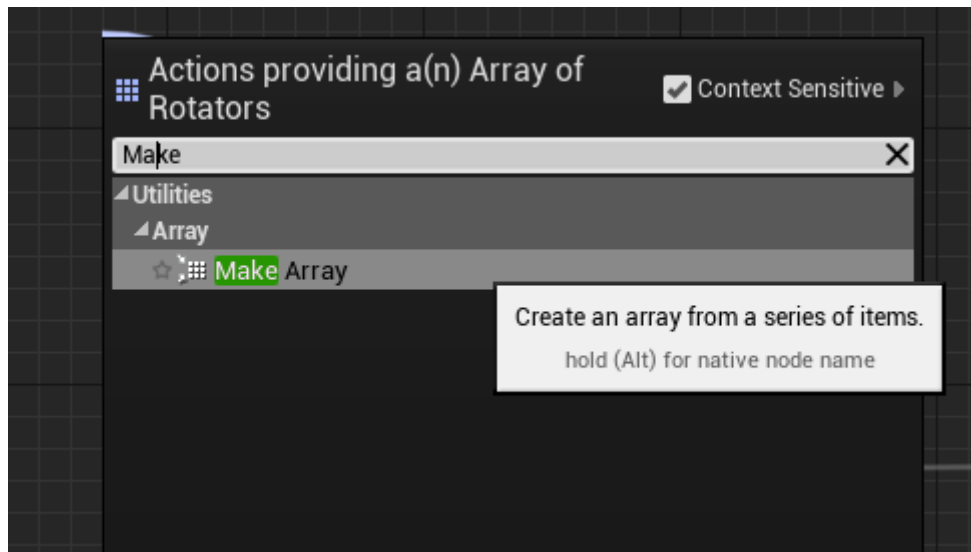 Actions providing a(n) Array of
Rotators
Context Sensitive
Make
Utilities
Array
Make Array
Create an array from a series of items.
hold (Alt) for native node name